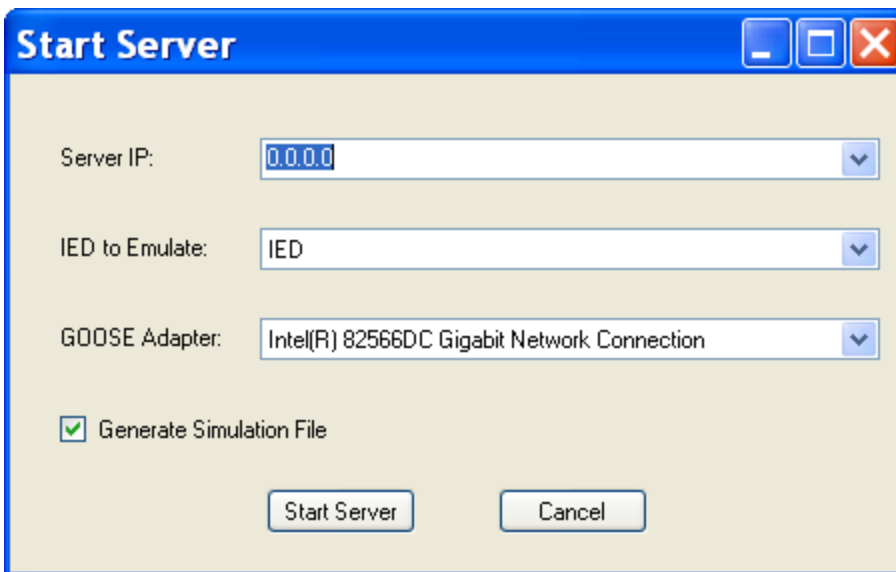 Start Server
Server IP: 0.0.0.0
IED to Emulate: IED
GOOSE Adapter: Intel(R) 82566DC Gigabit Network Connection
Generate Simulation File
Start Server Cancel